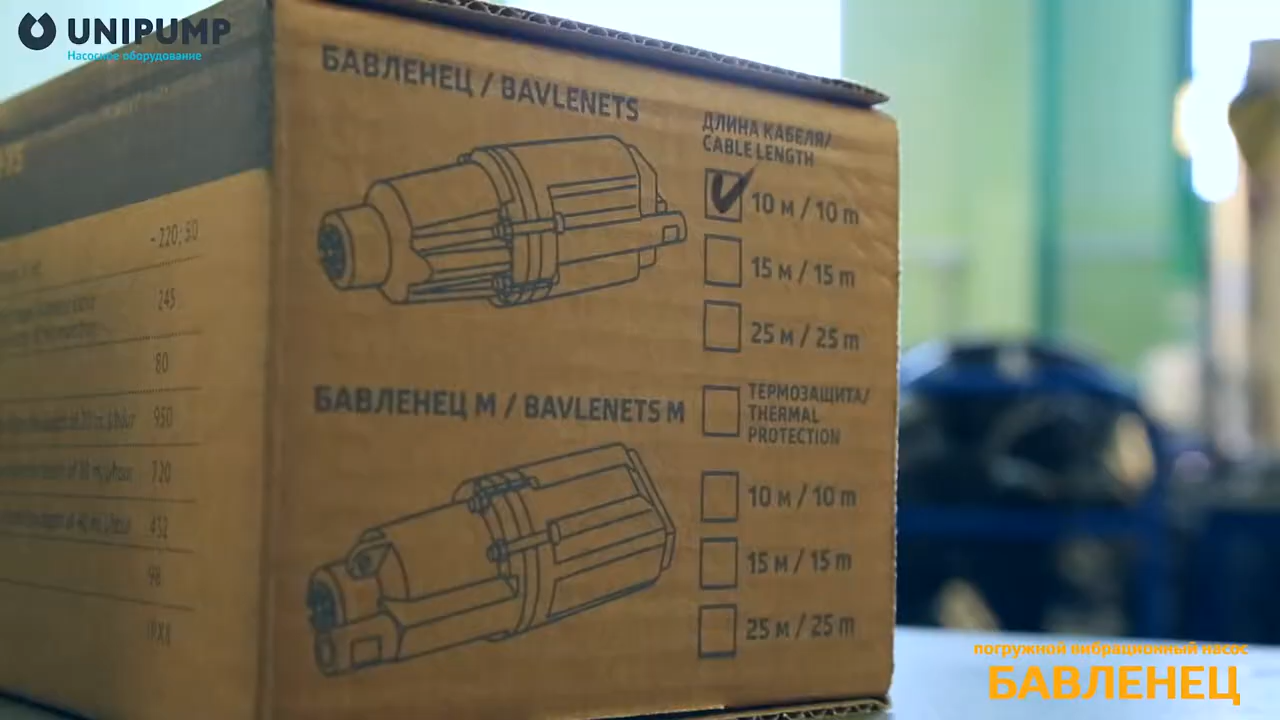 UNIPUMP
Насосное оборудование
БАВЛЕНЕЦ / BAVLENETS
ДЛИНА КАБЕЛЯ/
CABLE LENGTH
10 м / 10 m
15 м / 15 m
25 м / 25 m
БАВЛЕНЕЦ М / BAVLENETS M
ТЕРМОЗАЩИТА/
THERMAL
PROTECTION
10 м / 10 m
15 м / 15 m
25 м / 25 m
~220; 50
245
80
950
720
432
98
IPX8
погружной вибрационный насос
БАВЛЕНЕЦ